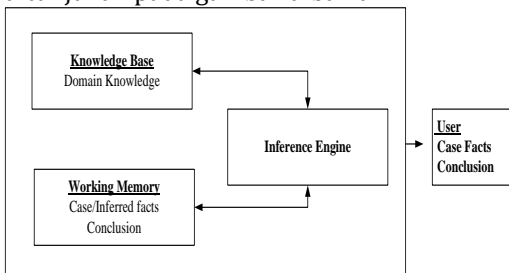 Knowledge Base
Domain Knowledge
Inference Engine
Working Memory
Case/Inferred facts
Conclusion
User
Case Facts
Conclusion